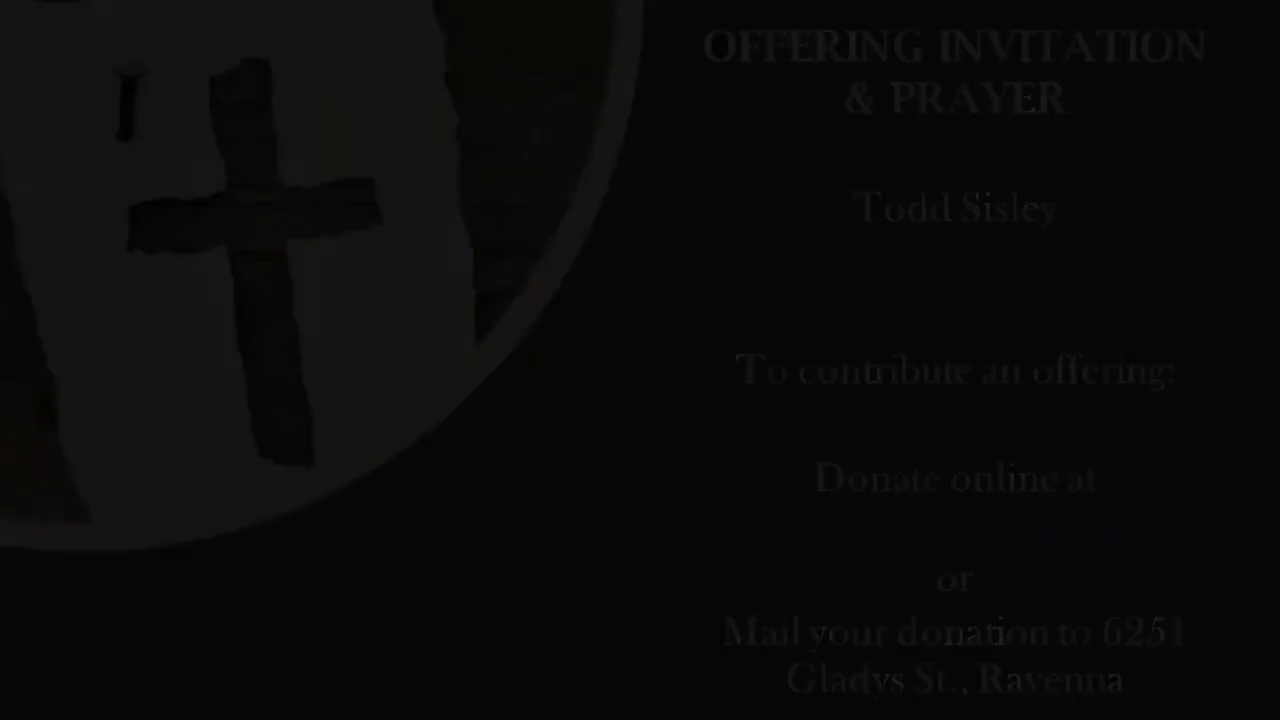 OFFERING INVITATION
& PRAYER
Todd Sisley
To contribute an offering:
Donate online at
or
Mail your donation to 6251
Gladys St., Ravenna